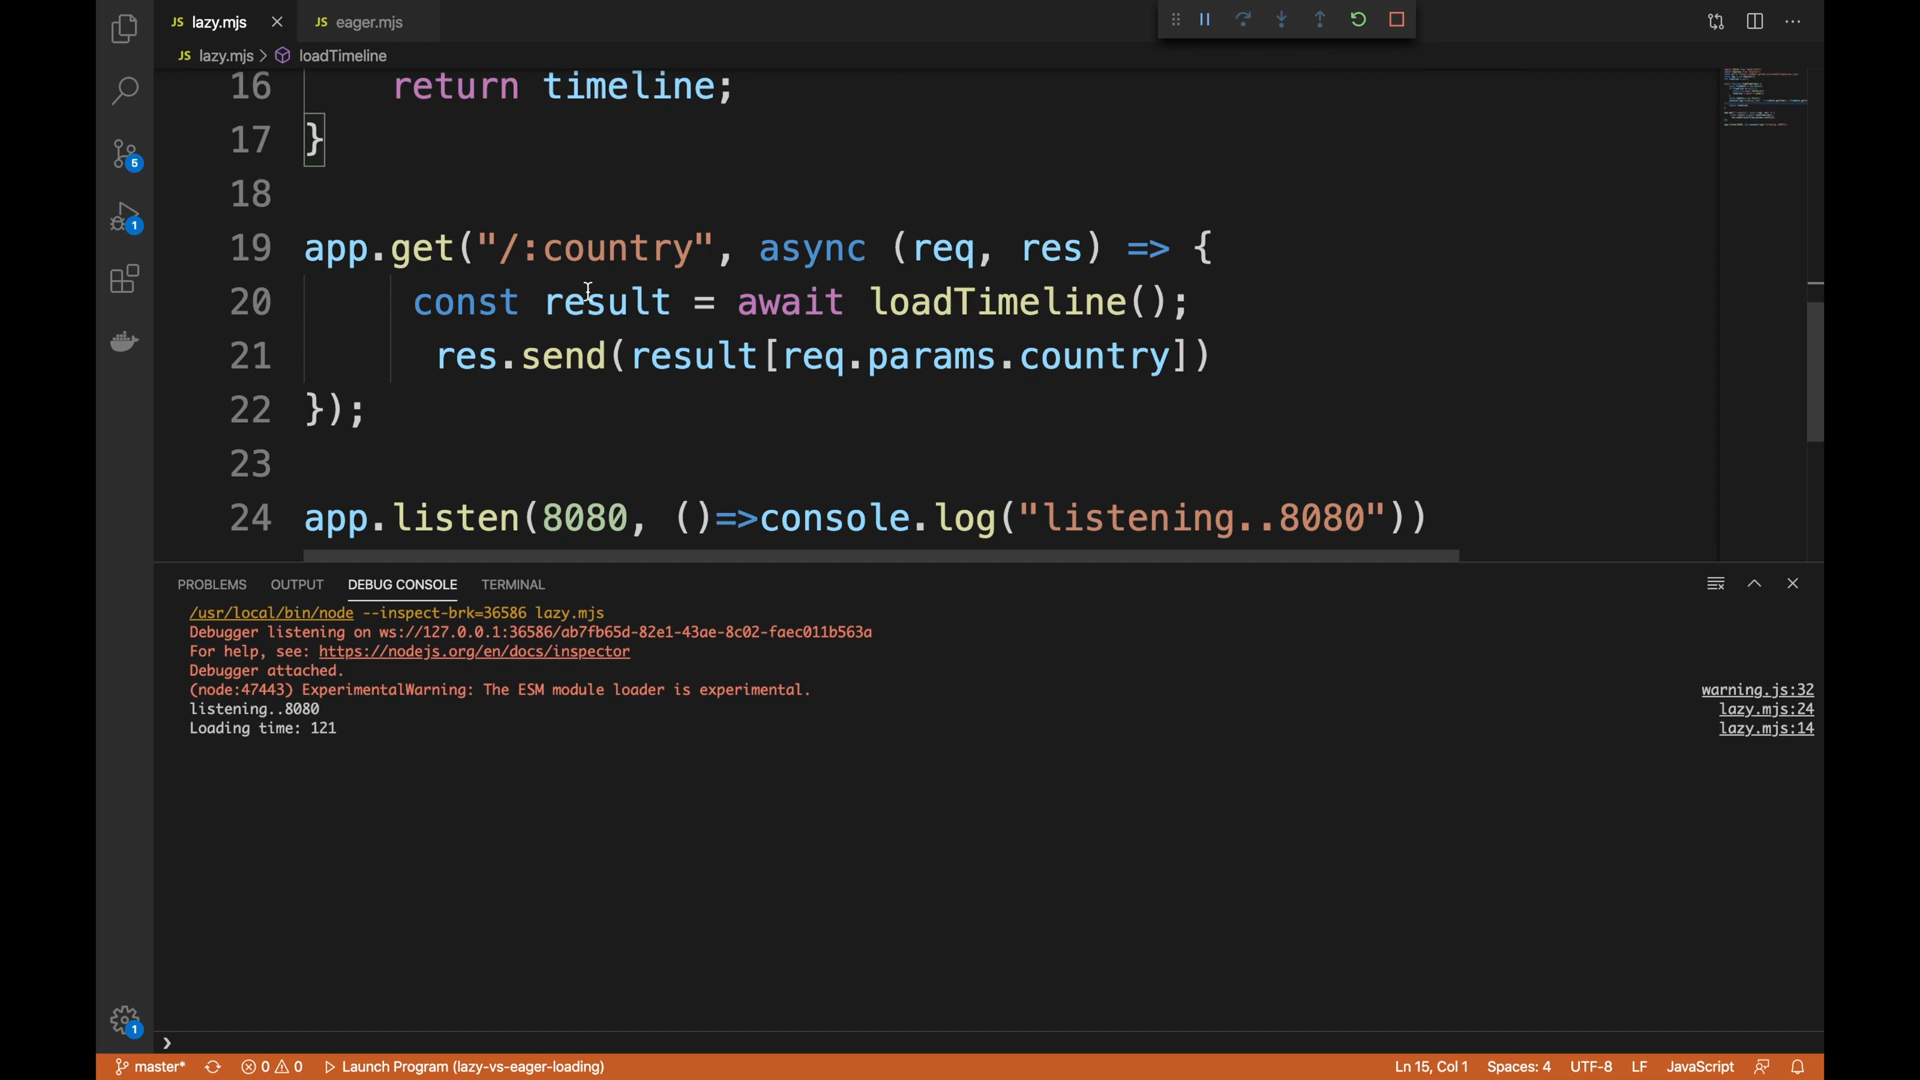 JS lazy.mjs
JS eager.mjs
JS lazy.mjs > loadTimeline
16 return timeline;
17 }
18
19 app.get("/:country", async (req, res) => {
20 const result = await loadTimeline();
21 res.send(result[req.params.country])
22 });
23
24 app.listen(8080, ()=>console.log("listening..8080"))
5
1
PROBLEMS OUTPUT DEBUG CONSOLE TERMINAL
/usr/local/bin/node --inspect-brk=36586 lazy.mjs
Debugger listening on ws://127.0.0.1:36586/ab7fb65d-82e1-43ae-8c02-faec011b563a
For help, see: https://nodejs.org/en/docs/inspector
Debugger attached.
(node:47443) ExperimentalWarning: The ESM module loader is experimental. warning.js:32
listening..8080 lazy.mjs:24
Loading time: 121 lazy.mjs:14
1
master* 0 0 Launch Program (lazy-vs-eager-loading) Ln 15, Col 1 Spaces: 4 UTF-8 LF JavaScript